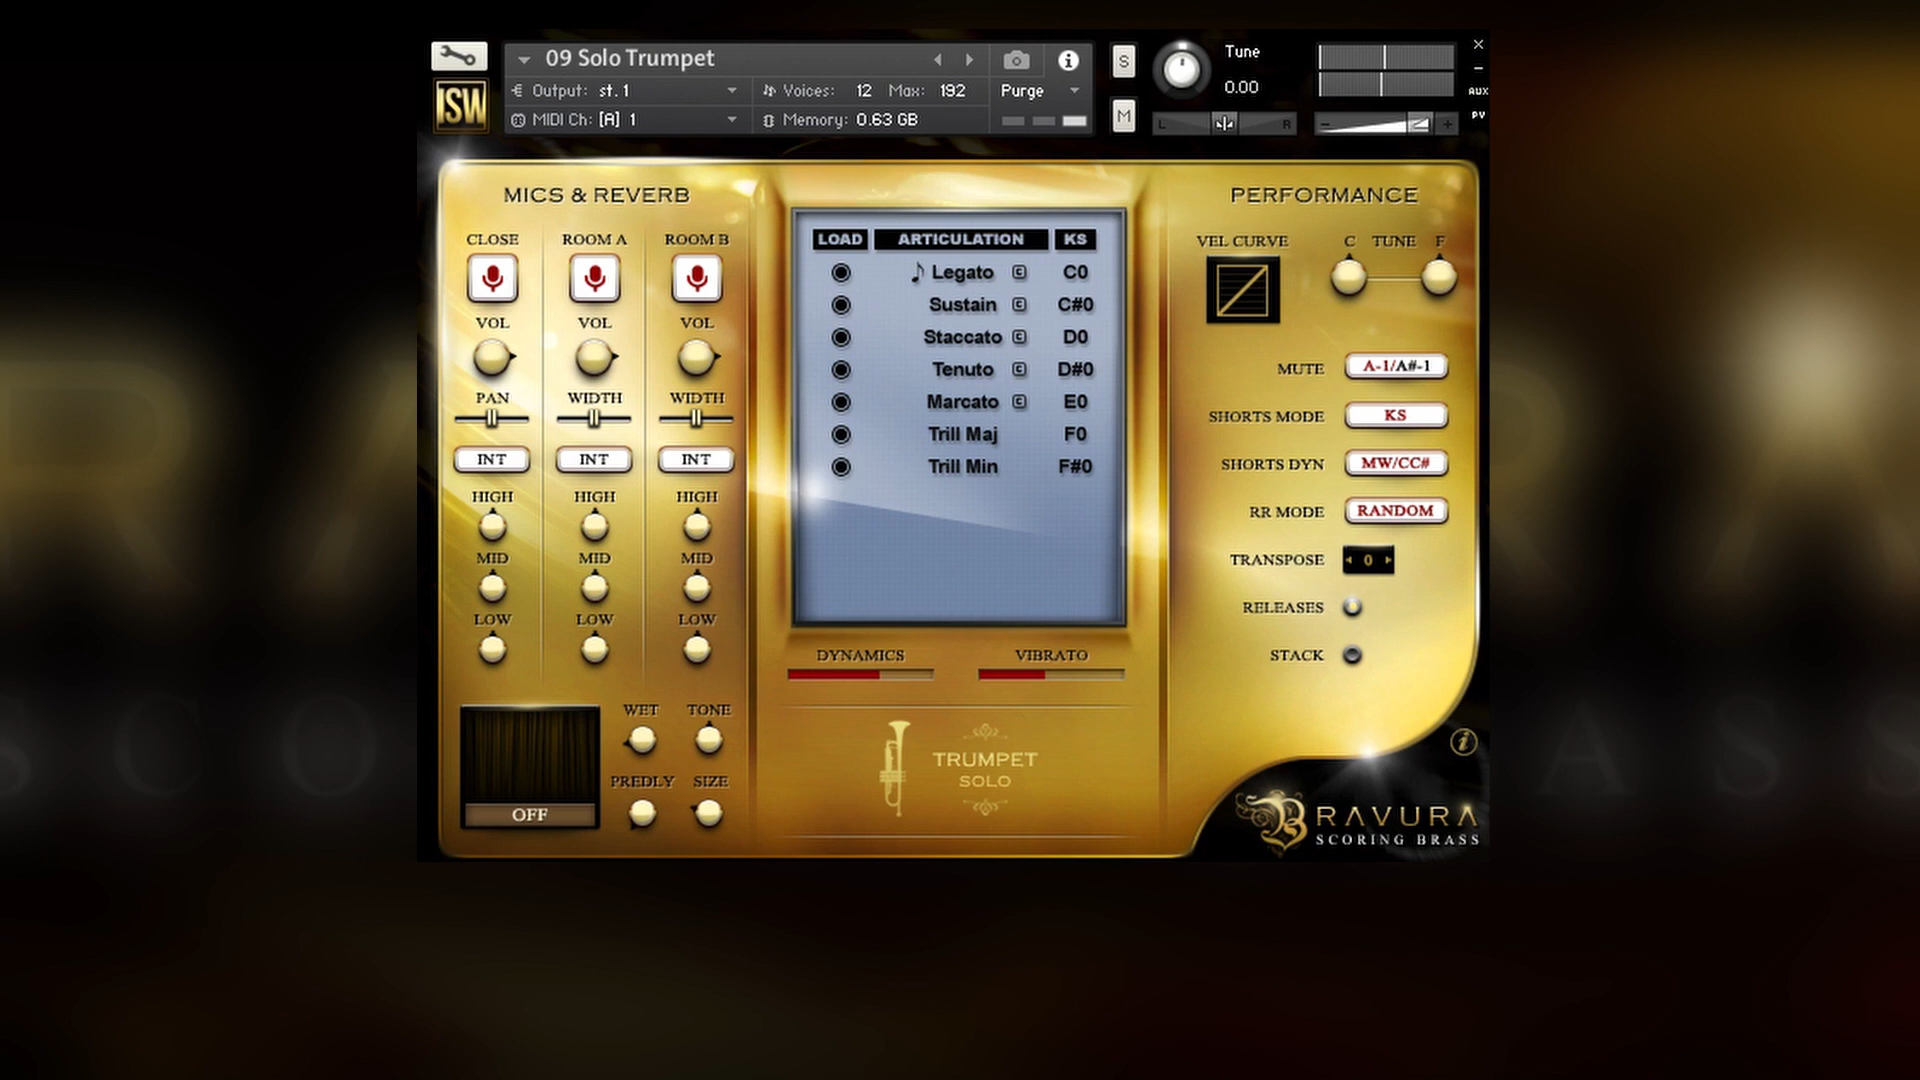 09 Solo Trumpet
Output: st. 1
Voices: 12 Max: 192
Purge
MIDI Ch: [A] 1
Memory: 0.63 GB
S
M
Tune
0.00
L R
- +
×
AUX
PV
ISW
MICS & REVERB
CLOSE ROOM A ROOM B
VOL VOL VOL
PAN WIDTH WIDTH
INT INT INT
HIGH HIGH HIGH
MID MID MID
LOW LOW LOW
WET TONE
PREDLY SIZE
OFF
LOAD ARTICULATION KS
Legato C C0
Sustain C C#0
Staccato C D0
Tenuto C D#0
Marcato C E0
Trill Maj F0
Trill Min F#0
DYNAMICS VIBRATO
TRUMPET
SOLO
PERFORMANCE
VEL CURVE C TUNE F
MUTE A-1/A#-1
SHORTS MODE KS
SHORTS DYN MW/CC#
RR MODE RANDOM
TRANSPOSE 0
RELEASES
STACK
i
BRAVURA
SCORING BRASS